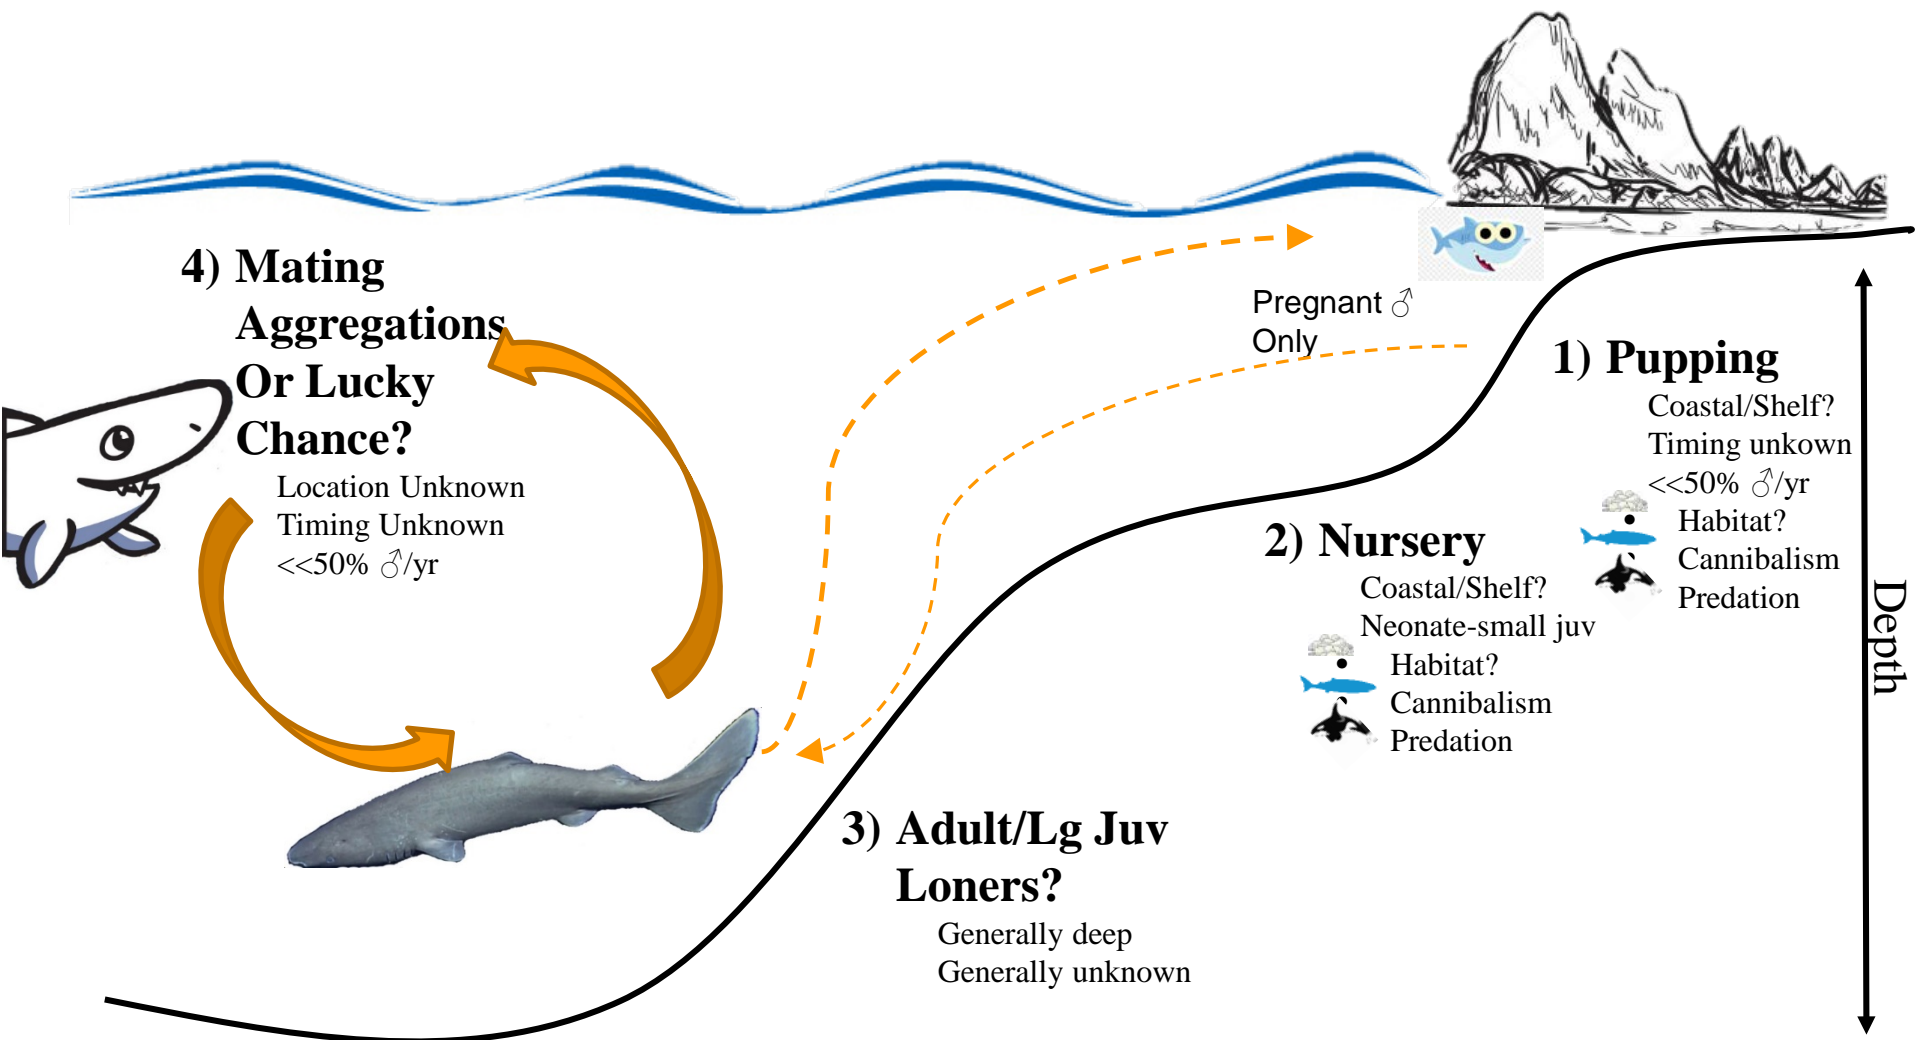 4) Mating
Aggregations
Or Lucky
Chance?
Location Unknown
Timing Unknown
<<50% ♂/yr
Pregnant ♂
Only
1) Pupping
Coastal/Shelf?
Timing unkown
<<50% ♂/yr
Habitat?
Cannibalism
Predation
2) Nursery
Coastal/Shelf?
Neonate-small juv
Habitat?
Cannibalism
Predation
3) Adult/Lg Juv
Loners?
Generally deep
Generally unknown
Depth